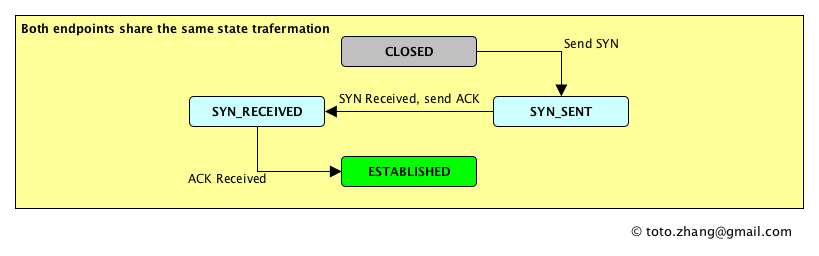 Both endpoints share the same state trafermation
CLOSED
Send SYN
SYN_RECEIVED
SYN Received, send ACK
SYN_SENT
ESTABLISHED
ACK Received
© toto.zhang@gmail.com